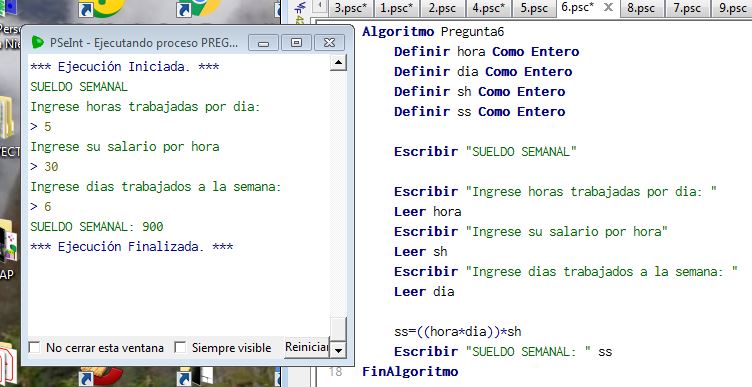 3.psc*
1.psc*
2.psc
4.psc*
5.psc*
6.psc*
8.psc
7.psc
9.psc
PSeInt - Ejecutando proceso PREG...
*** Ejecución Iniciada. ***
SUELDO SEMANAL
Ingrese horas trabajadas por dia:
> 5
Ingrese su salario por hora
> 30
Ingrese dias trabajados a la semana:
> 6
SUELDO SEMANAL: 900
*** Ejecución Finalizada. ***
No cerrar esta ventana
Siempre visible
Reiniciar
Algoritmo Pregunta6
Definir hora Como Entero
Definir dia Como Entero
Definir sh Como Entero
Definir ss Como Entero
Escribir "SUELDO SEMANAL"
Escribir "Ingrese horas trabajadas por dia: "
Leer hora
Escribir "Ingrese su salario por hora"
Leer sh
Escribir "Ingrese dias trabajados a la semana: "
Leer dia
ss=((hora*dia))*sh
Escribir "SUELDO SEMANAL: " ss
18 FinAlgoritmo